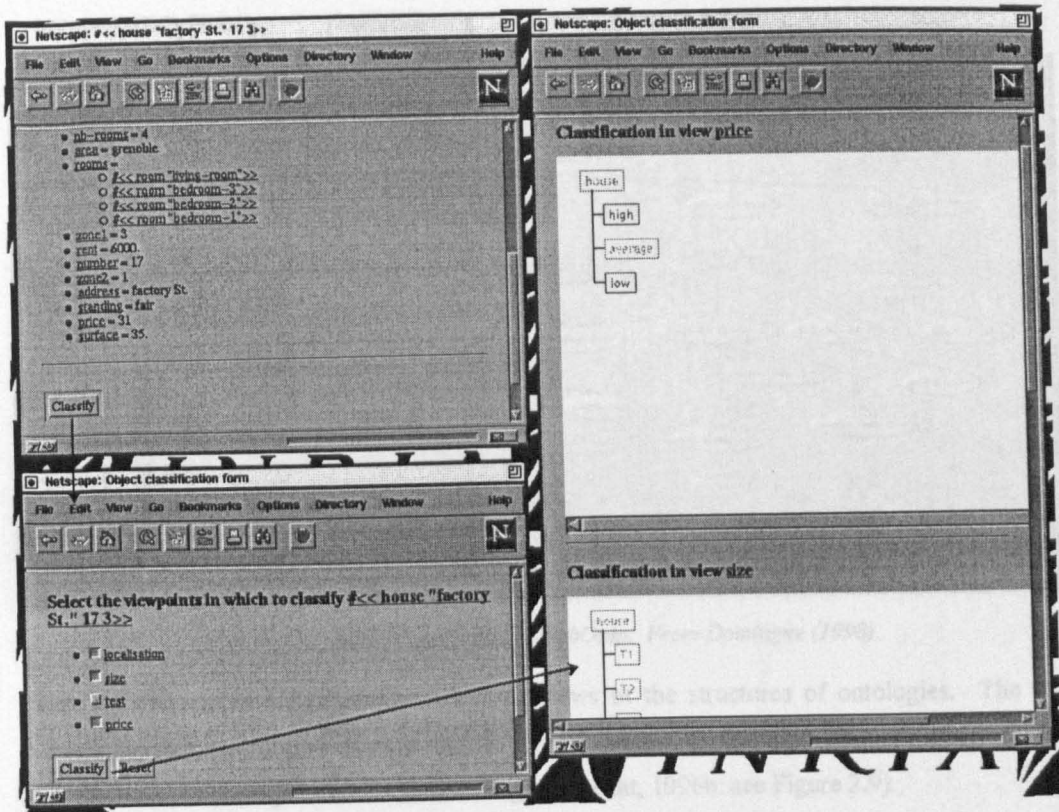 Netscape: #<< house "factory St." 17 3>>
File Edit View Go Bookmarks Options Directory Window Help
N
nb-rooms = 4
area = grenoble
rooms =
#<< room "living-room">>
#<< room "bedroom-3">>
#<< room "bedroom-2">>
#<< room "bedroom-1">>
zone1 = 3
rent = 6000.
number = 17
zone2 = 1
address = factory St.
standing = fair
price = 31
surface = 35.
Classify
Netscape: Object classification form
File Edit View Go Bookmarks Options Directory Window Help
N
Select the viewpoints in which to classify #<< house "factory
St." 17 3>>
localisation
size
test
price
Classify Reset
Netscape: Object classification form
File Edit View Go Bookmarks Options Directory Window Help
N
Classification in view price
house
high
average
low
Classification in view size
house
T1
T2
INRIA
(1998).
the structures of ontologies. The
are Figure 2.9)